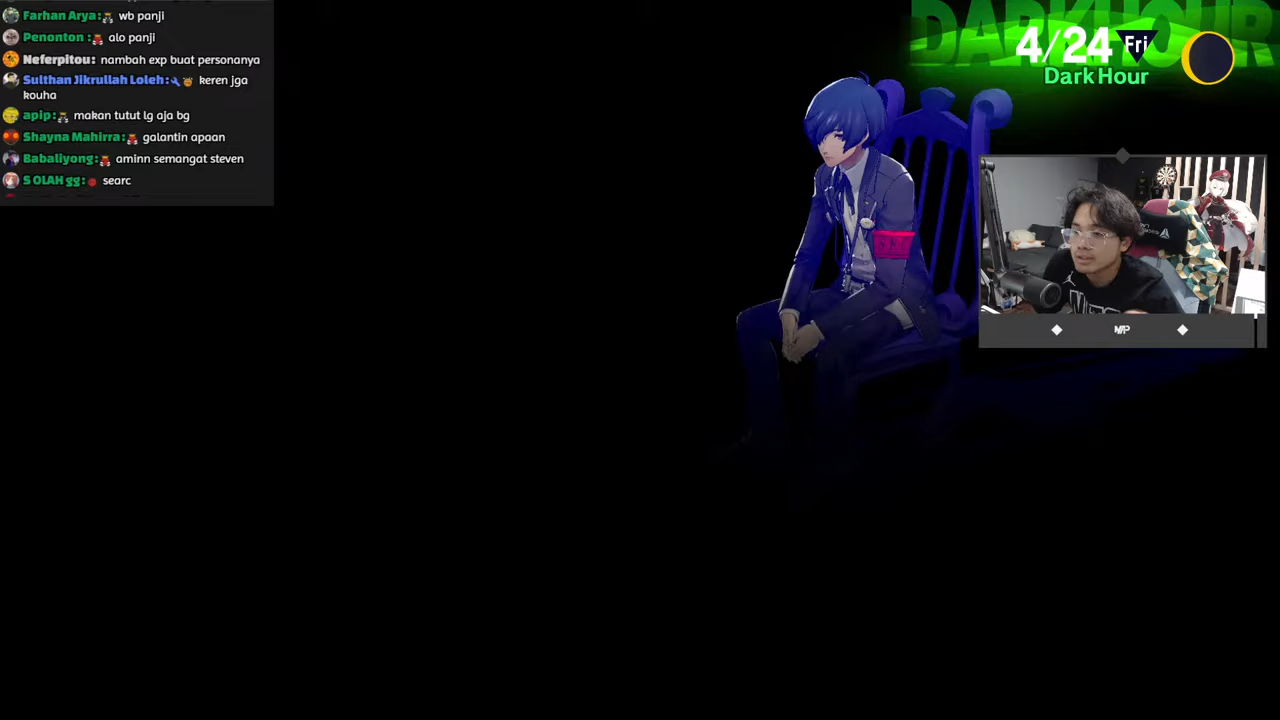 Farhan Arya: wb panji
Penonton: alo panji
Neferpitou: nambah exp buat personanya
Sulthan Jikrullah Loleh: keren jga
kouha
apip: makan tutut lg aja bg
Shayna Mahirra: galantin apaan
Babaliyong: aminn semangat steven
S OLAH gg: searc
DARK HOUR
4/24 Fri
Dark Hour